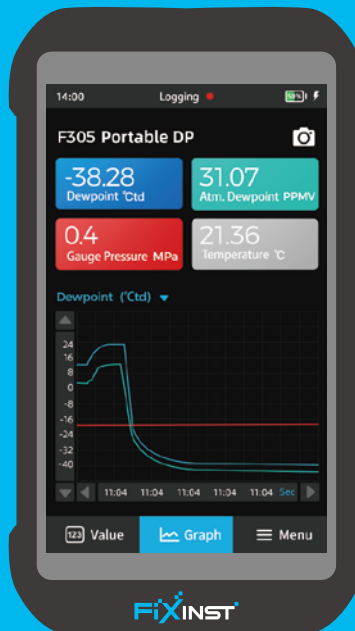 14:00 Logging 50%
F305 Portable DP
-38.28 31.07
Dewpoint °Ctd Atm. Dewpoint PPMV
0.4 21.36
Gauge Pressure MPa Temperature °C
Dewpoint (°Ctd)
24
16
8
0
-8
-16
-24
-32
-40
11:04 11:04 11:04 11:04 11:04 Sec
123 Value Graph Menu
FiXINST